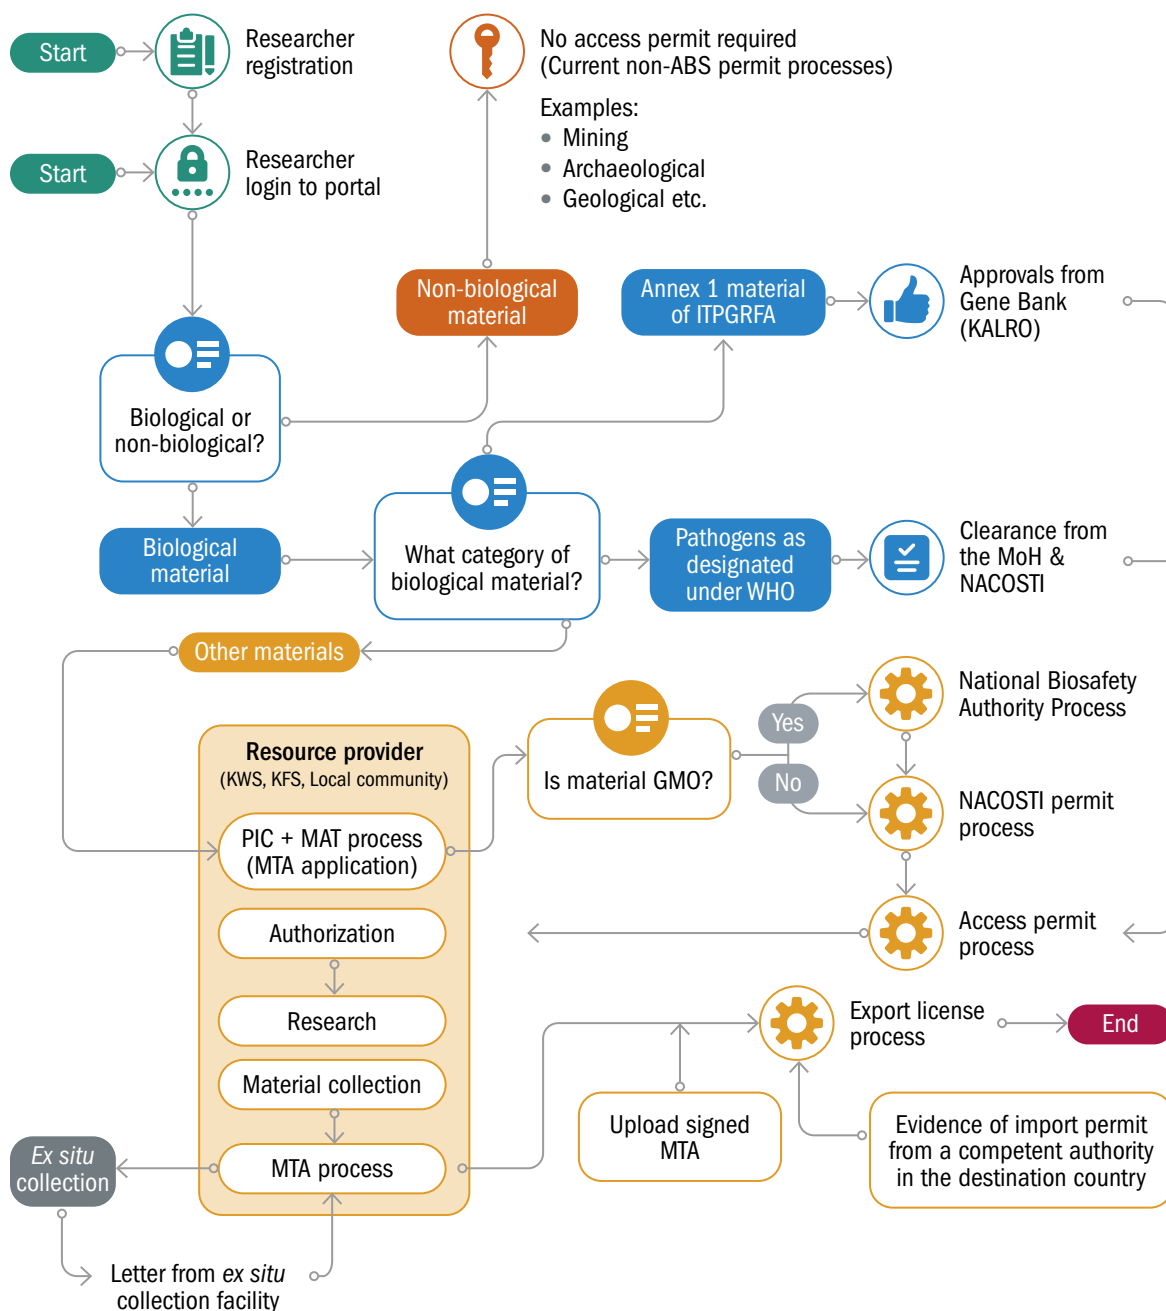 Start
Researcher
registration
No access permit required
(Current non-ABS permit processes)
Examples:
• Mining
• Archaeological
• Geological etc.
Start
Researcher
login to portal
Non-biological
material
Annex 1 material
of ITPGRFA
Approvals from
Gene Bank
(KALRO)
Biological or
non-biological?
Biological
material
What category of
biological material?
Pathogens as
designated
under WHO
Clearance from
the MoH &
NACOSTI
Other materials
National Biosafety
Authority Process
Yes
Is material GMO?
No
NACOSTI permit
process
Resource provider
(KWS, KFS, Local community)
PIC + MAT process
(MTA application)
Authorization
Access permit
process
Research
Export license
process
End
Material collection
Upload signed
MTA
Evidence of import permit
from a competent authority
in the destination country
MTA process
Ex situ
collection
Letter from ex situ
collection facility